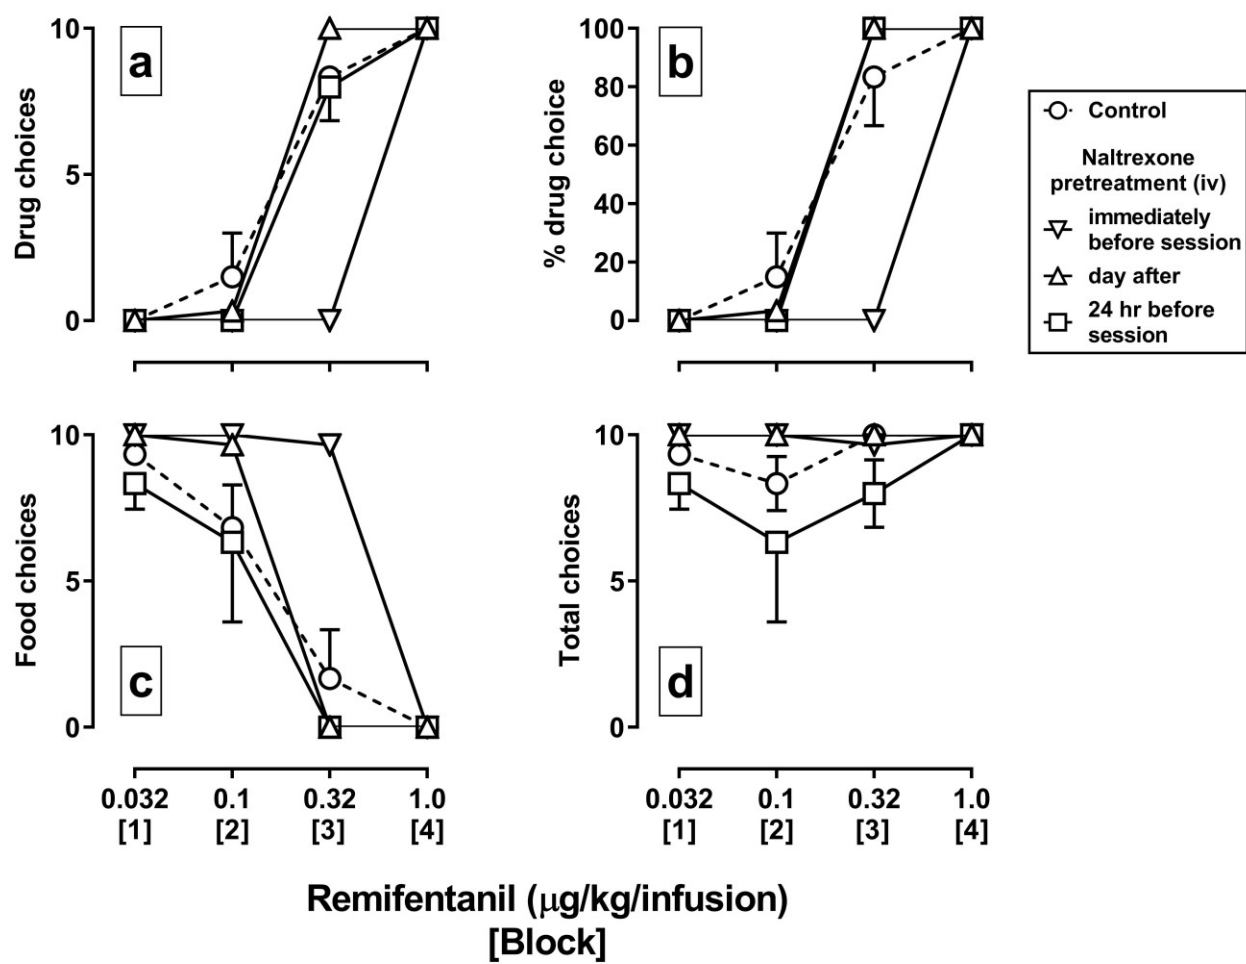 a
Drug choices
10
5
0
b
% drug choice
100
80
60
40
20
0
Control
Naltrexone
pretreatment (iv)
immediately
before session
day after
24 hr before
session
c
Food choices
10
5
0
0.032 0.1 0.32 1.0
[1] [2] [3] [4]
d
Total choices
10
5
0
0.032 0.1 0.32 1.0
[1] [2] [3] [4]
Remifentanil (μg/kg/infusion)
[Block]